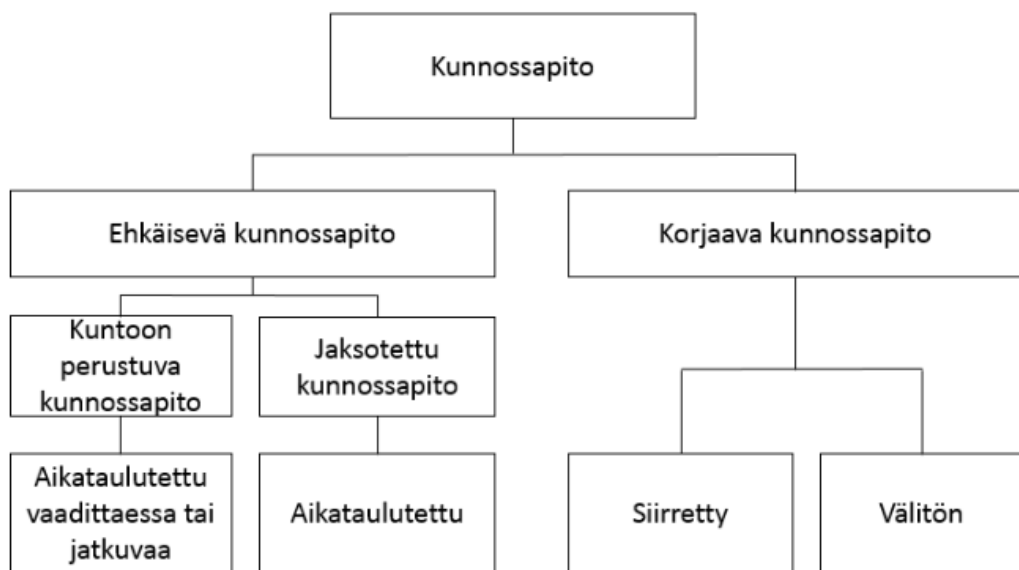 Kunnossapito
Ehkäisevä kunnossapito
Korjaava kunnossapito
Kuntoon
perustuva
kunnossapito
Jaksotettu
kunnossapito
Aikataulutettu
vaadittaessa tai
jatkuvaa
Aikataulutettu
Siirretty
Välitön